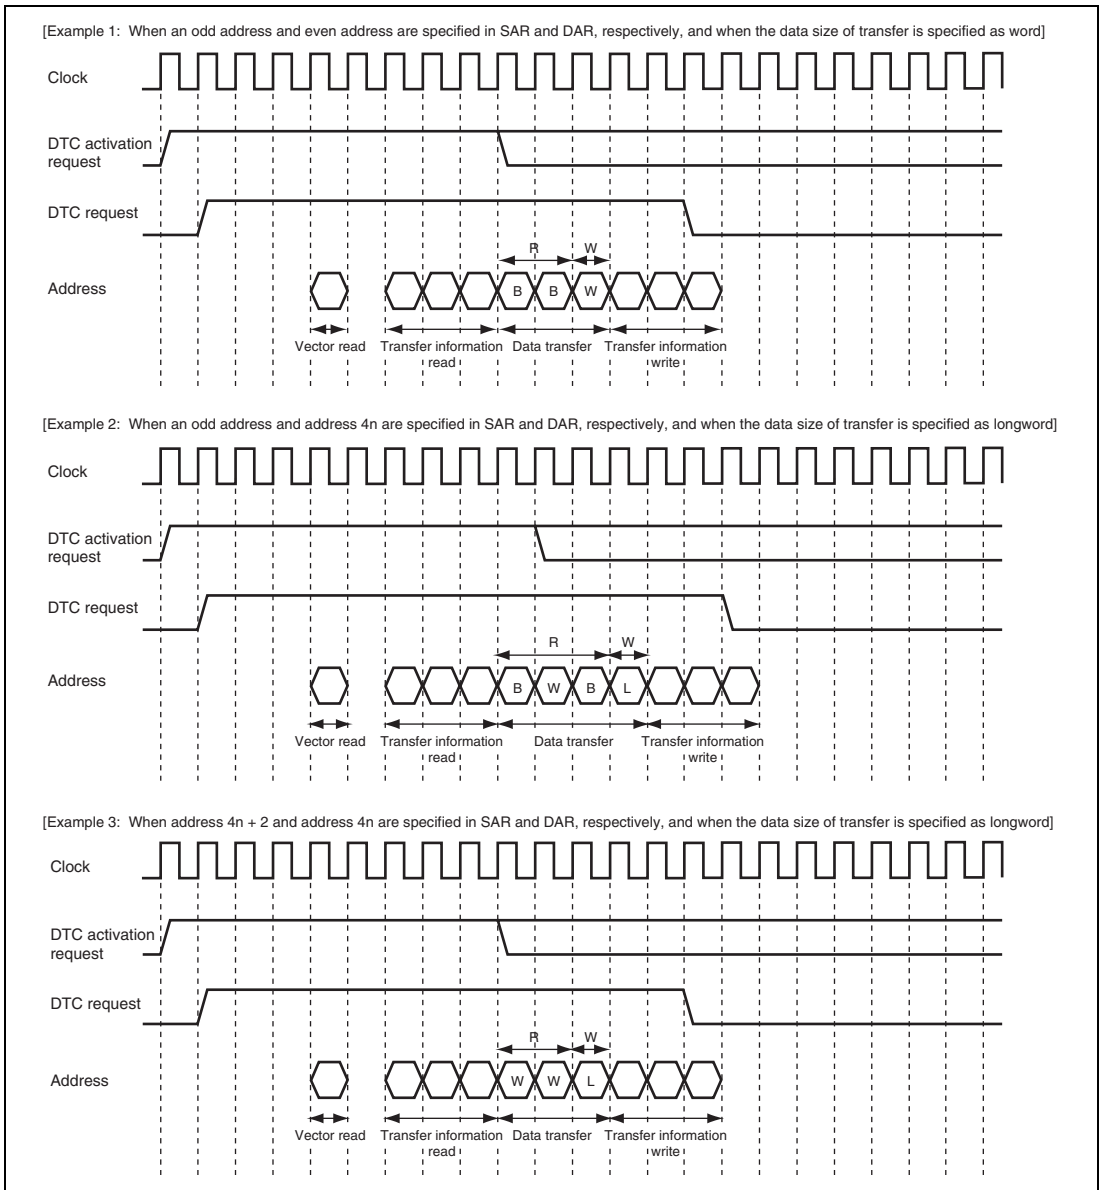 [Example 1: When an odd address and even address are specified in SAR and DAR, respectively, and when the data size of transfer is specified as word]
Clock
DTC activation
request
DTC request
R W
Address
B B W
Vector read Transfer information Data transfer Transfer information
read write
[Example 2: When an odd address and address 4n are specified in SAR and DAR, respectively, and when the data size of transfer is specified as longword]
Clock
DTC activation
request
DTC request
R W
Address
B W B L
Vector read Transfer information Data transfer Transfer information
read write
[Example 3: When address 4n + 2 and address 4n are specified in SAR and DAR, respectively, and when the data size of transfer is specified as longword]
Clock
DTC activation
request
DTC request
R W
Address
W W L
Vector read Transfer information Data transfer Transfer information
read write